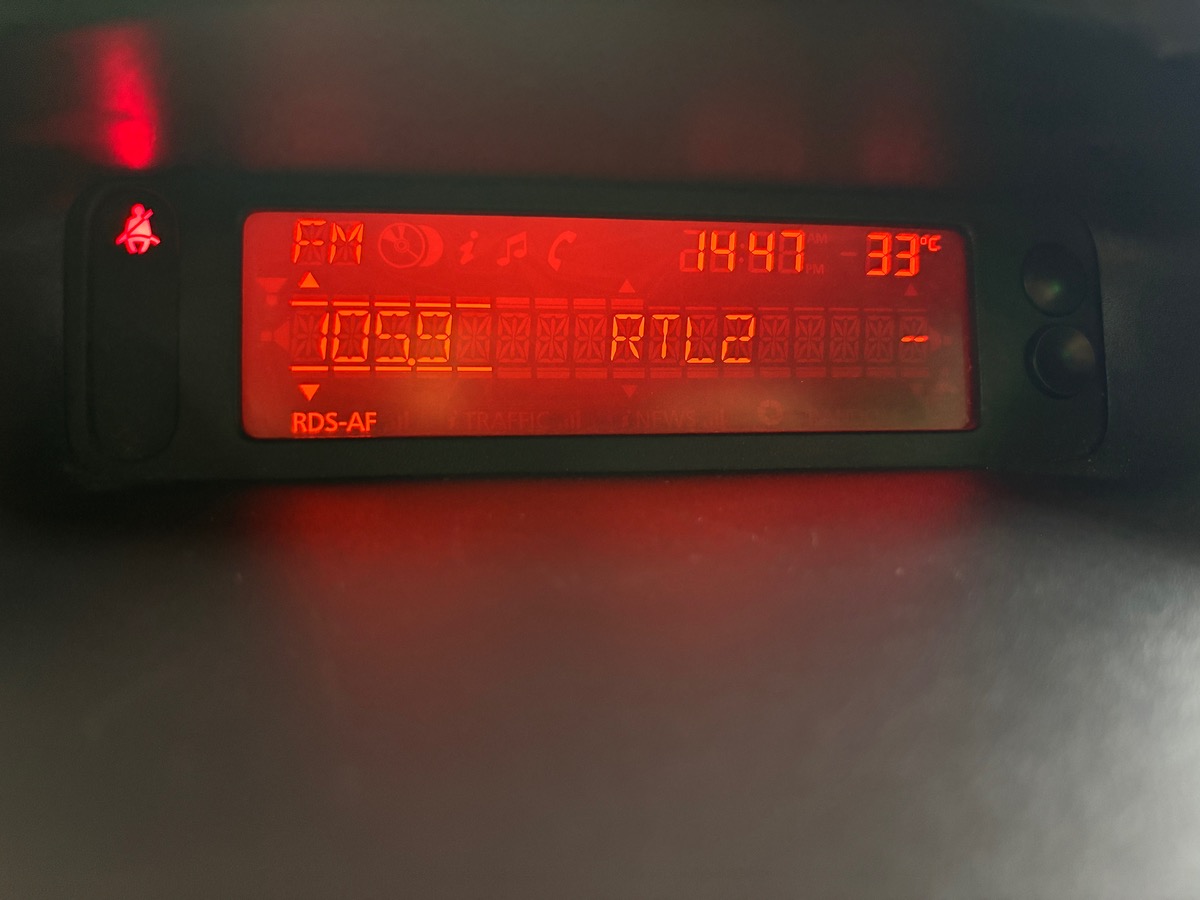 FM 14:47 33°C
105.9 RTL2 -
RDS-AF TRAFFIC NEWS